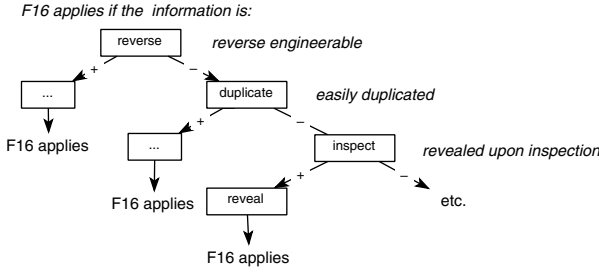 F16 applies if the information is:
reverse
reverse engineerable
+
−
...
duplicate
easily duplicated
+
−
F16 applies
...
inspect
revealed upon inspection
+
−
F16 applies
reveal
etc.
F16 applies